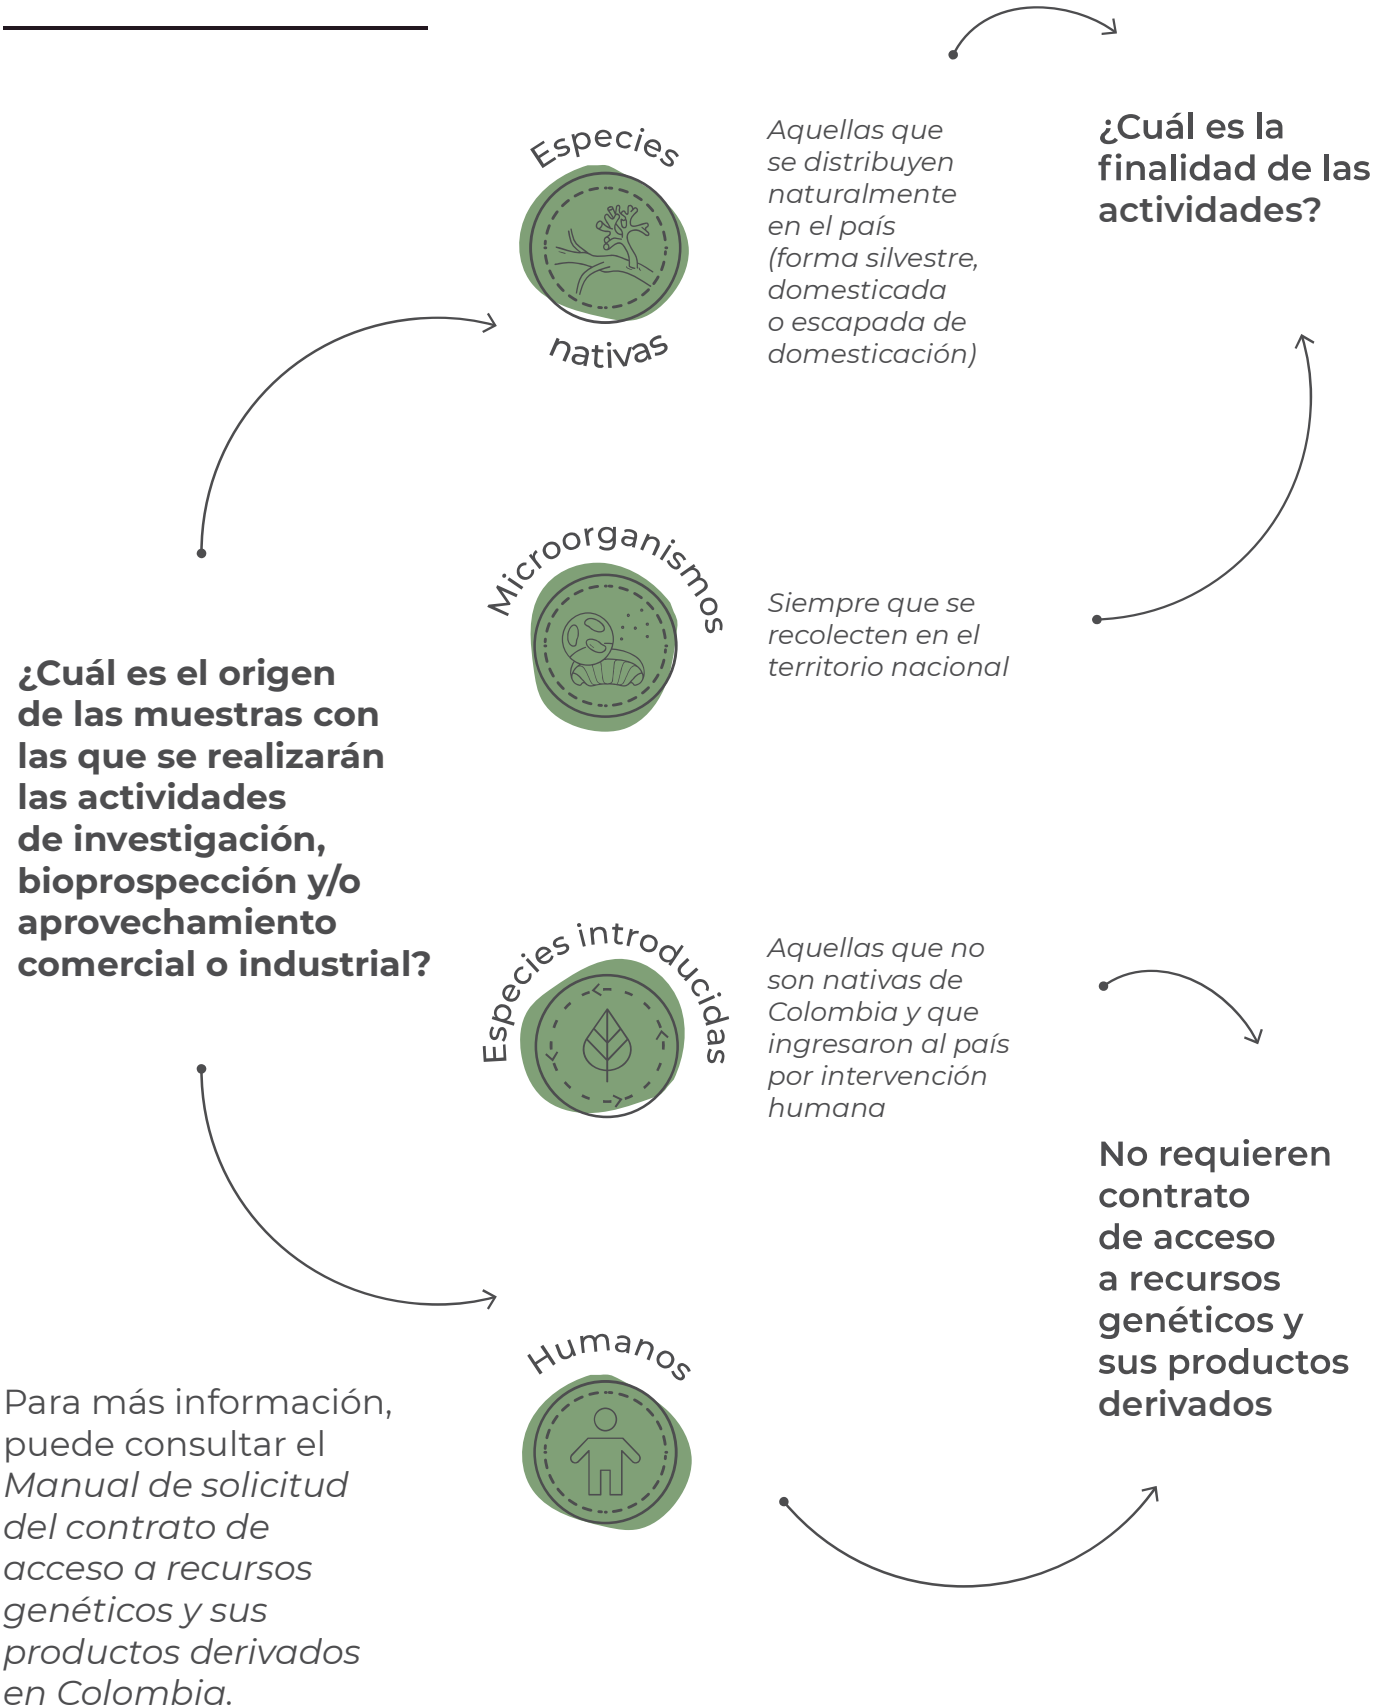 ¿Cuál es el origen
de las muestras con
las que se realizarán
las actividades
de investigación,
bioprospección y/o
aprovechamiento
comercial o industrial?
Especies
nativas
Aquellas que
se distribuyen
naturalmente
en el país
(forma silvestre,
domesticada
o escapada de
domesticación)
¿Cuál es la
finalidad de las
actividades?
Microorganismos
Siempre que se
recolecten en el
territorio nacional
Especies introducidas
Aquellas que no
son nativas de
Colombia y que
ingresaron al país
por intervención
humana
Humanos
No requieren
contrato
de acceso
a recursos
genéticos y
sus productos
derivados
Para más información,
puede consultar el
Manual de solicitud
del contrato de
acceso a recursos
genéticos y sus
productos derivados
en Colombia.